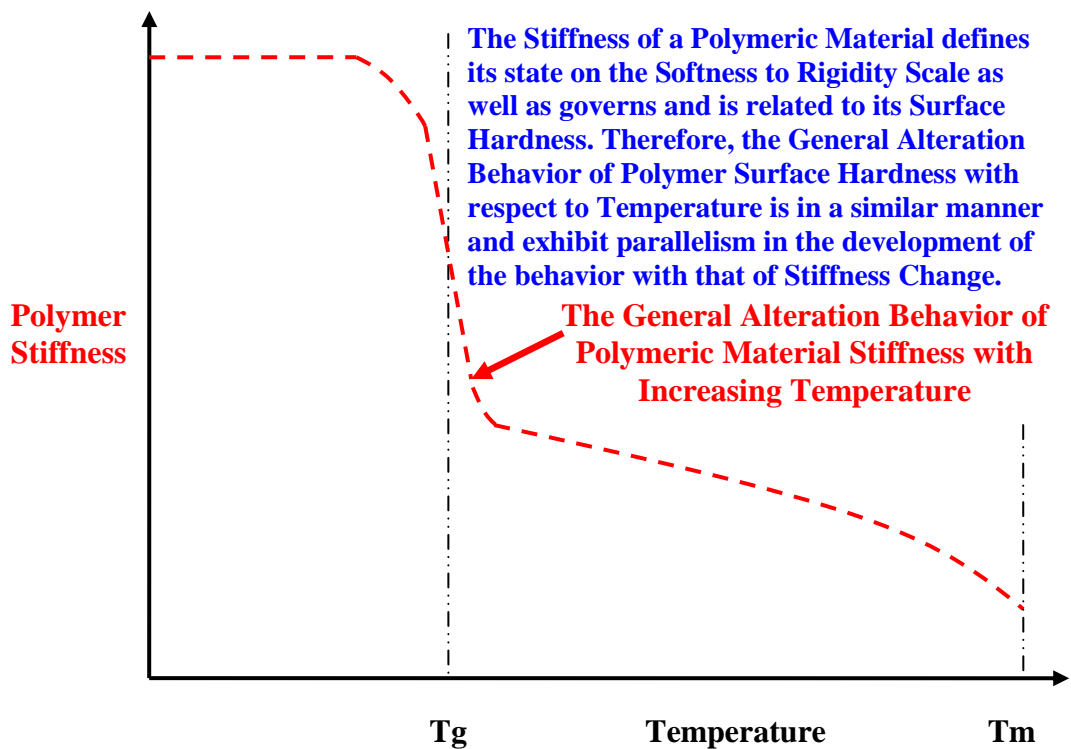 The Stiffness of a Polymeric Material defines
its state on the Softness to Rigidity Scale as
well as governs and is related to its Surface
Hardness. Therefore, the General Alteration
Behavior of Polymer Surface Hardness with
respect to Temperature is in a similar manner
and exhibit parallelism in the development of
the behavior with that of Stiffness Change.
Polymer
Stiffness
The General Alteration Behavior of
Polymeric Material Stiffness with
Increasing Temperature
Tg Temperature Tm